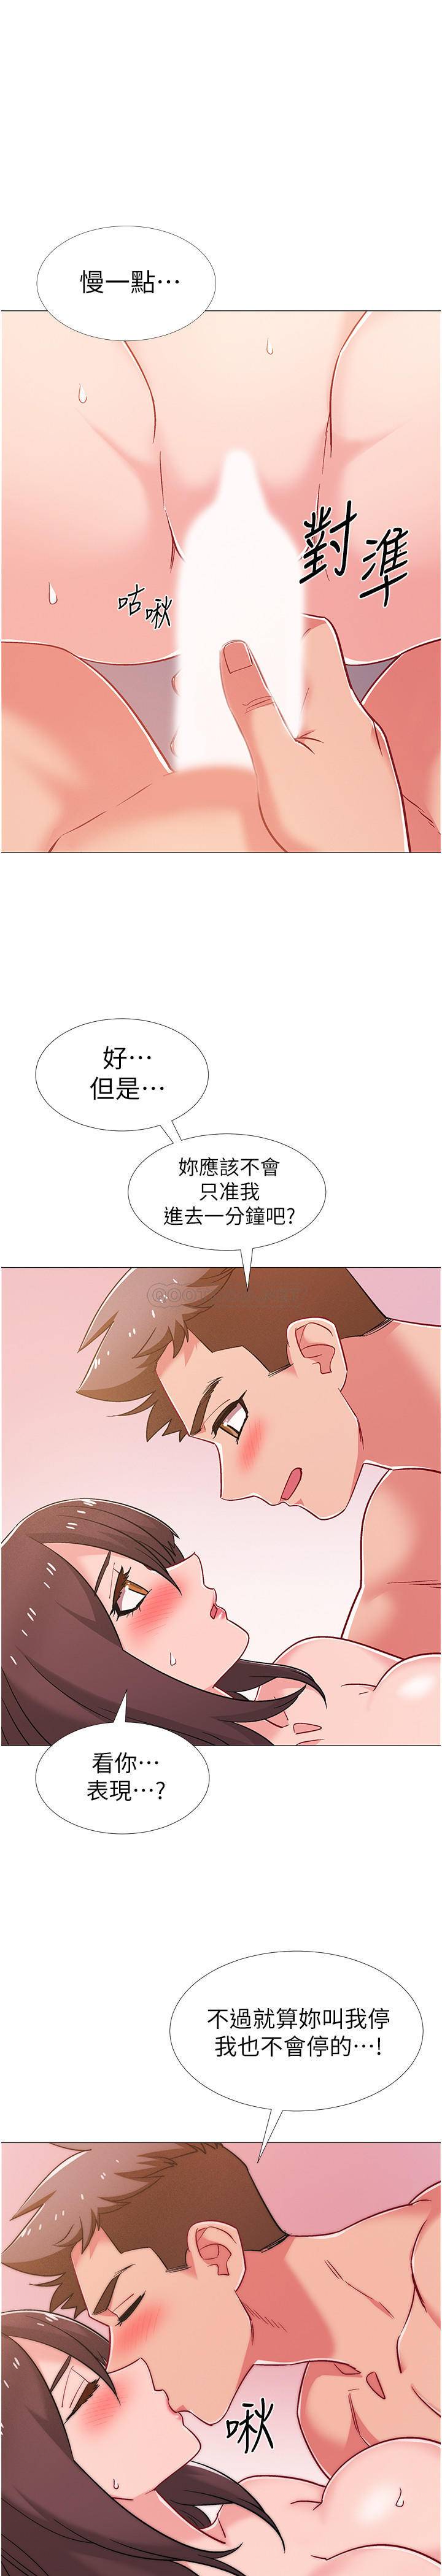 慢一點…
對準
咕啾
好…
但是…
妳應該不會
只准我
進去一分鐘吧?
看你…
表現…?
不過就算妳叫我停
我也不會停的…!
啾